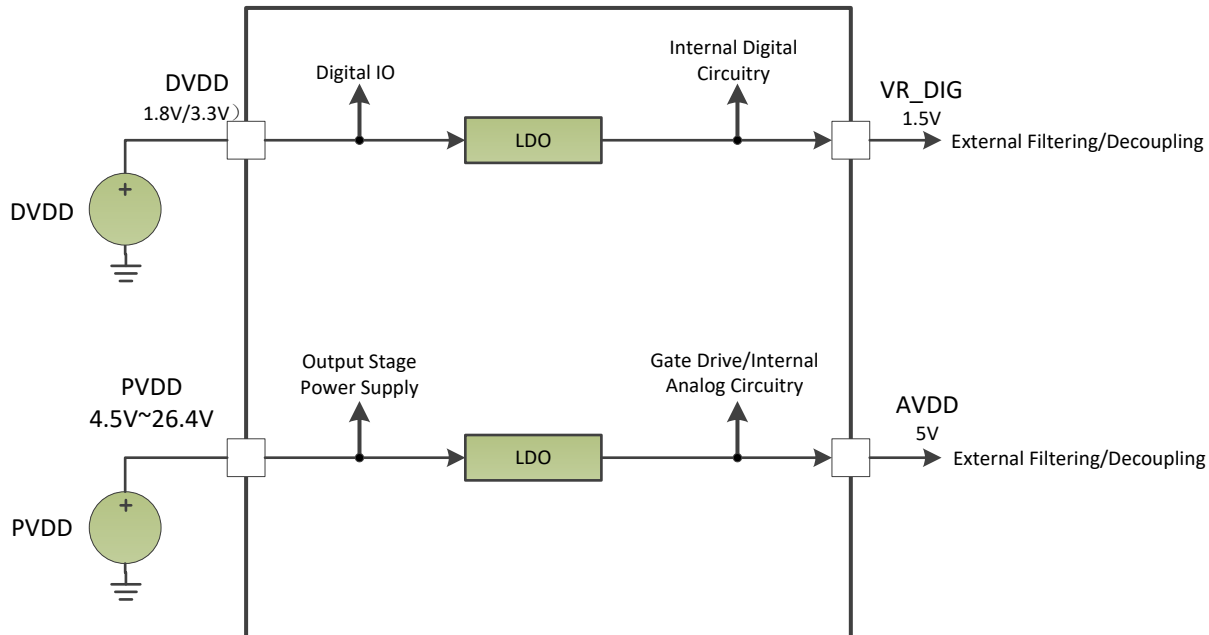 Digital IO
Internal Digital
Circuitry
DVDD
1.8V/3.3V）
VR_DIG
1.5V
LDO
External Filtering/Decoupling
+
DVDD
Output Stage
Power Supply
Gate Drive/Internal
Analog Circuitry
PVDD
4.5V~26.4V
AVDD
5V
LDO
External Filtering/Decoupling
+
PVDD